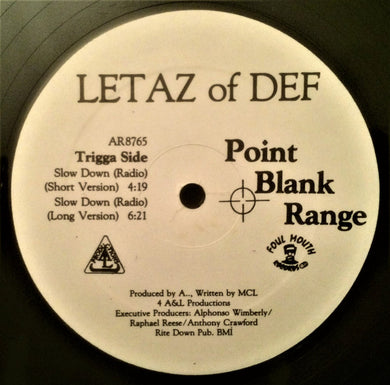 LETAZ of DEF
AR8765
Trigga Side
Slow Down (Radio)
(Short Version) 4:19
Slow Down (Radio)
(Long Version) 6:21
Point
Blank
Range
FOUL MOUTH
RECORDS
Produced by A.., Written by MCL
4 A&L Productions
Executive Producers: Alphonso Wimberly/
Raphael Reese/Anthony Crawford
Rite Down Pub. BMI